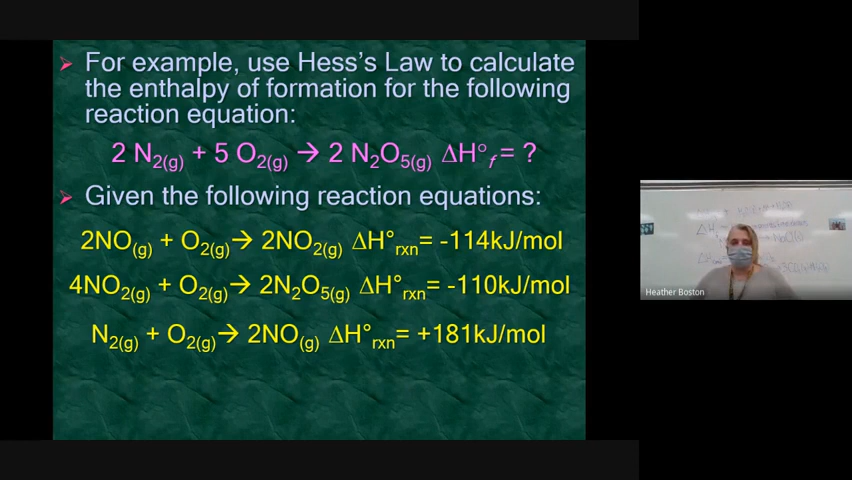 ➢ For example, use Hess's Law to calculate
the enthalpy of formation for the following
reaction equation:
2 N₂(g) + 5 O₂(g) → 2 N₂O₅(g) ΔH°f = ?
➢ Given the following reaction equations:
2NO(g) + O₂(g)→ 2NO₂(g) ΔH°rxn= -114kJ/mol
4NO₂(g) + O₂(g)→ 2N₂O₅(g) ΔH°rxn= -110kJ/mol
N₂(g) + O₂(g)→ 2NO(g) ΔH°rxn= +181kJ/mol
Heather Boston